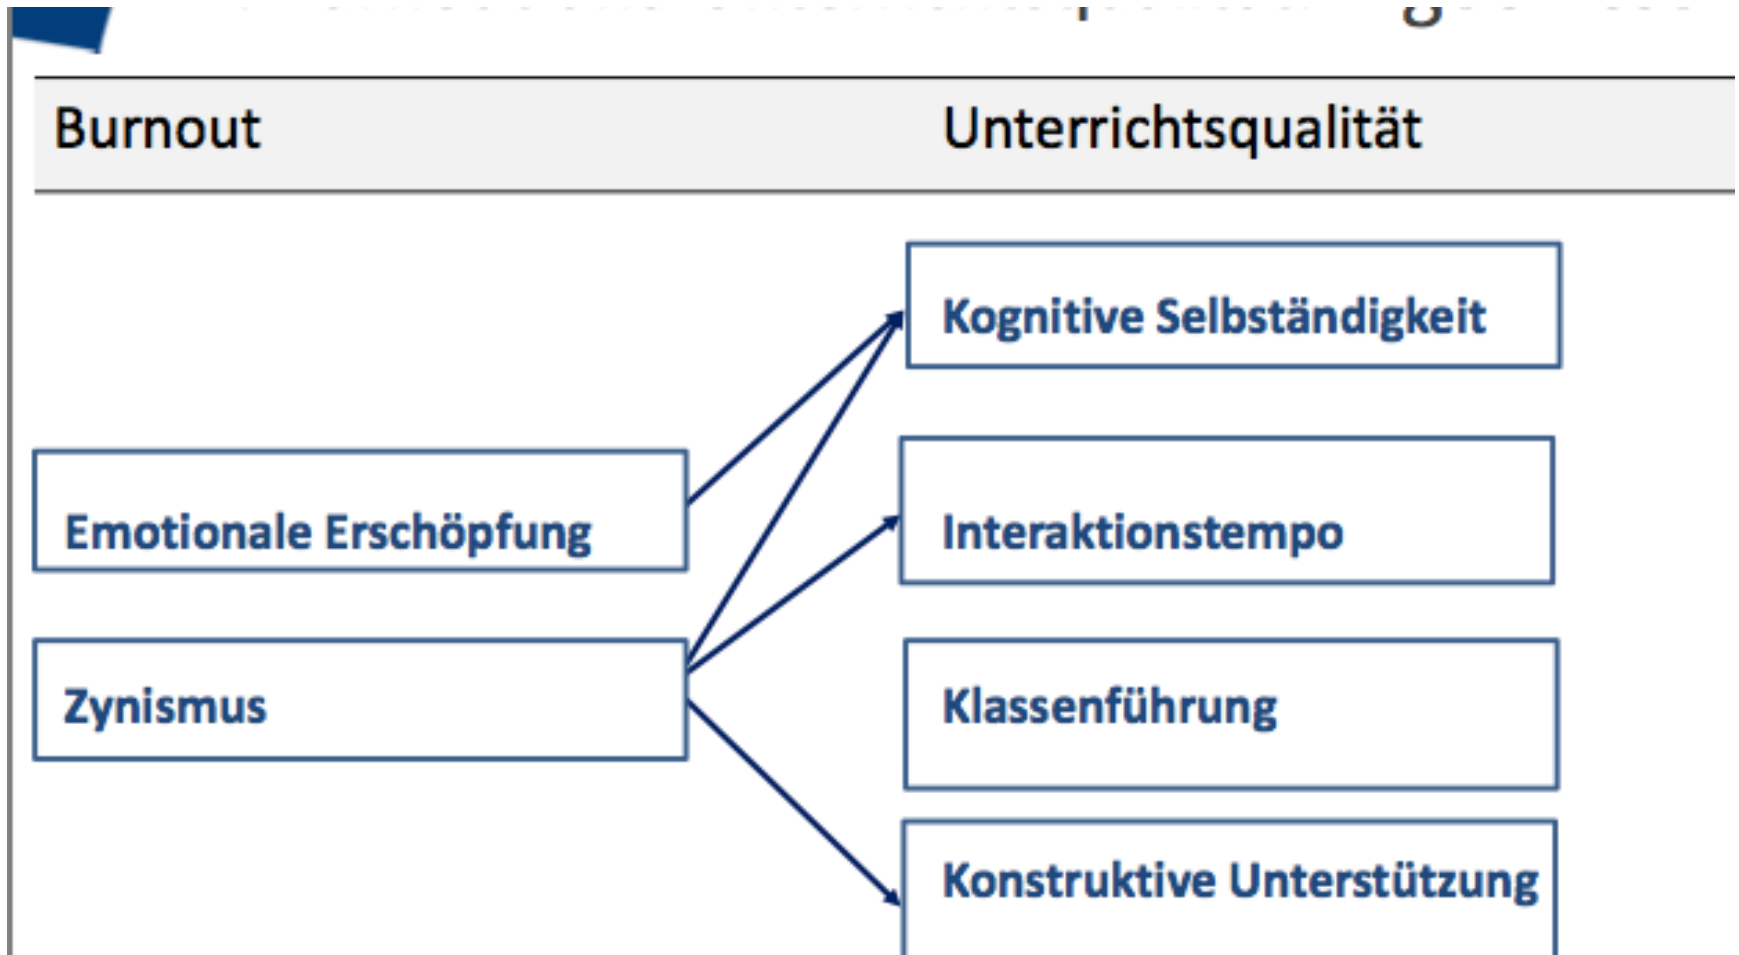 Burnout Unterrichtsqualität
Kognitive Selbständigkeit
Emotionale Erschöpfung Interaktionstempo
Zynismus Klassenführung
Konstruktive Unterstützung